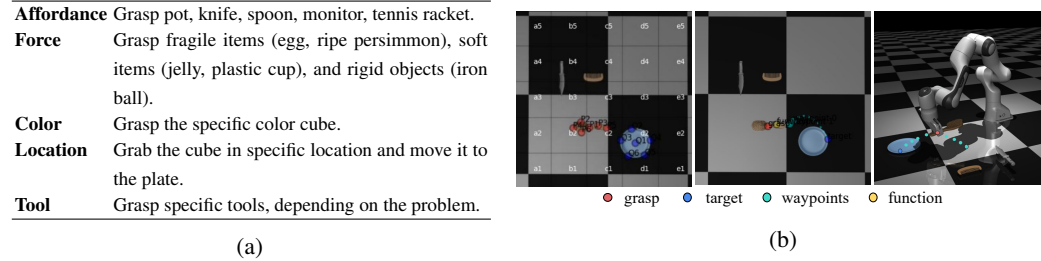 Affordance Grasp pot, knife, spoon, monitor, tennis racket.
Force Grasp fragile items (egg, ripe persimmon), soft
items (jelly, plastic cup), and rigid objects (iron
ball).
Color Grasp the specific color cube.
Location Grab the cube in specific location and move it to
the plate.
Tool Grasp specific tools, depending on the problem.
(a)
a5 b5 c5 d5 e5
a4 b4 c4 d4 e4
a3 b3 c3 d3 e3
a2 b2 c2 d2 e2
a1 b1 c1 d1 e1
grasp target waypoints function
(b)